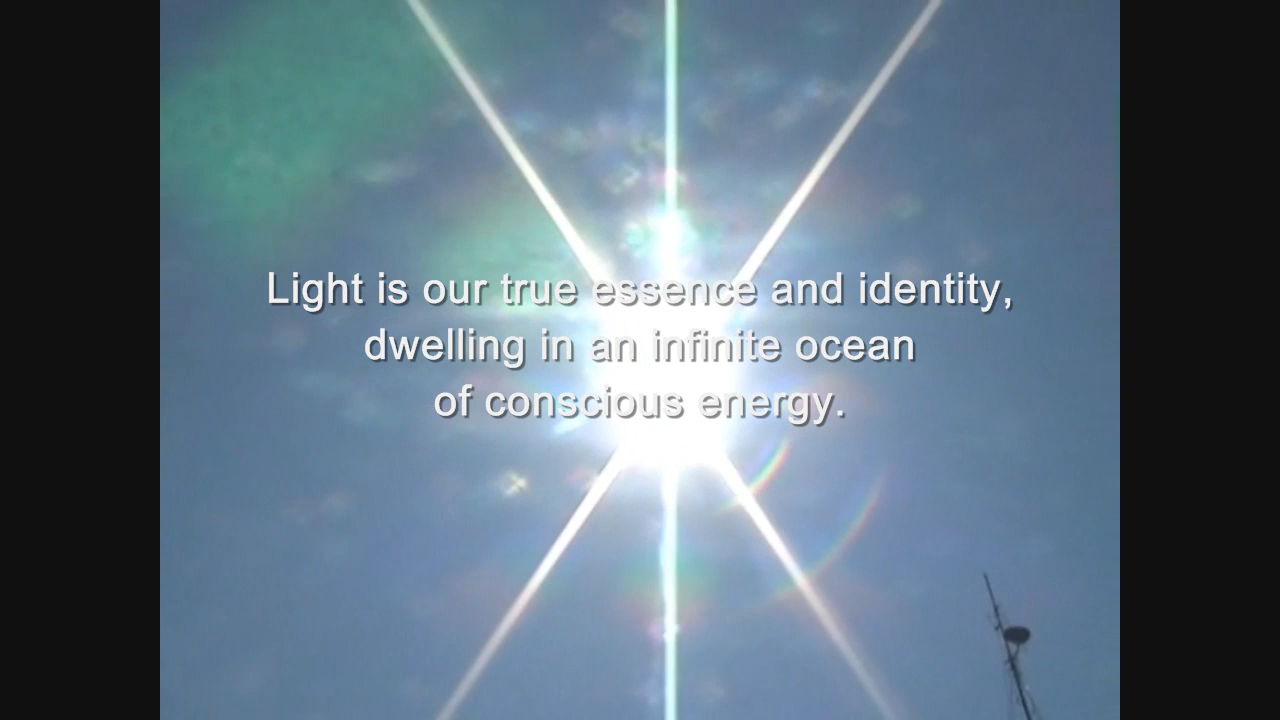 Light is our true essence and identity,
dwelling in an infinite ocean
of conscious energy.